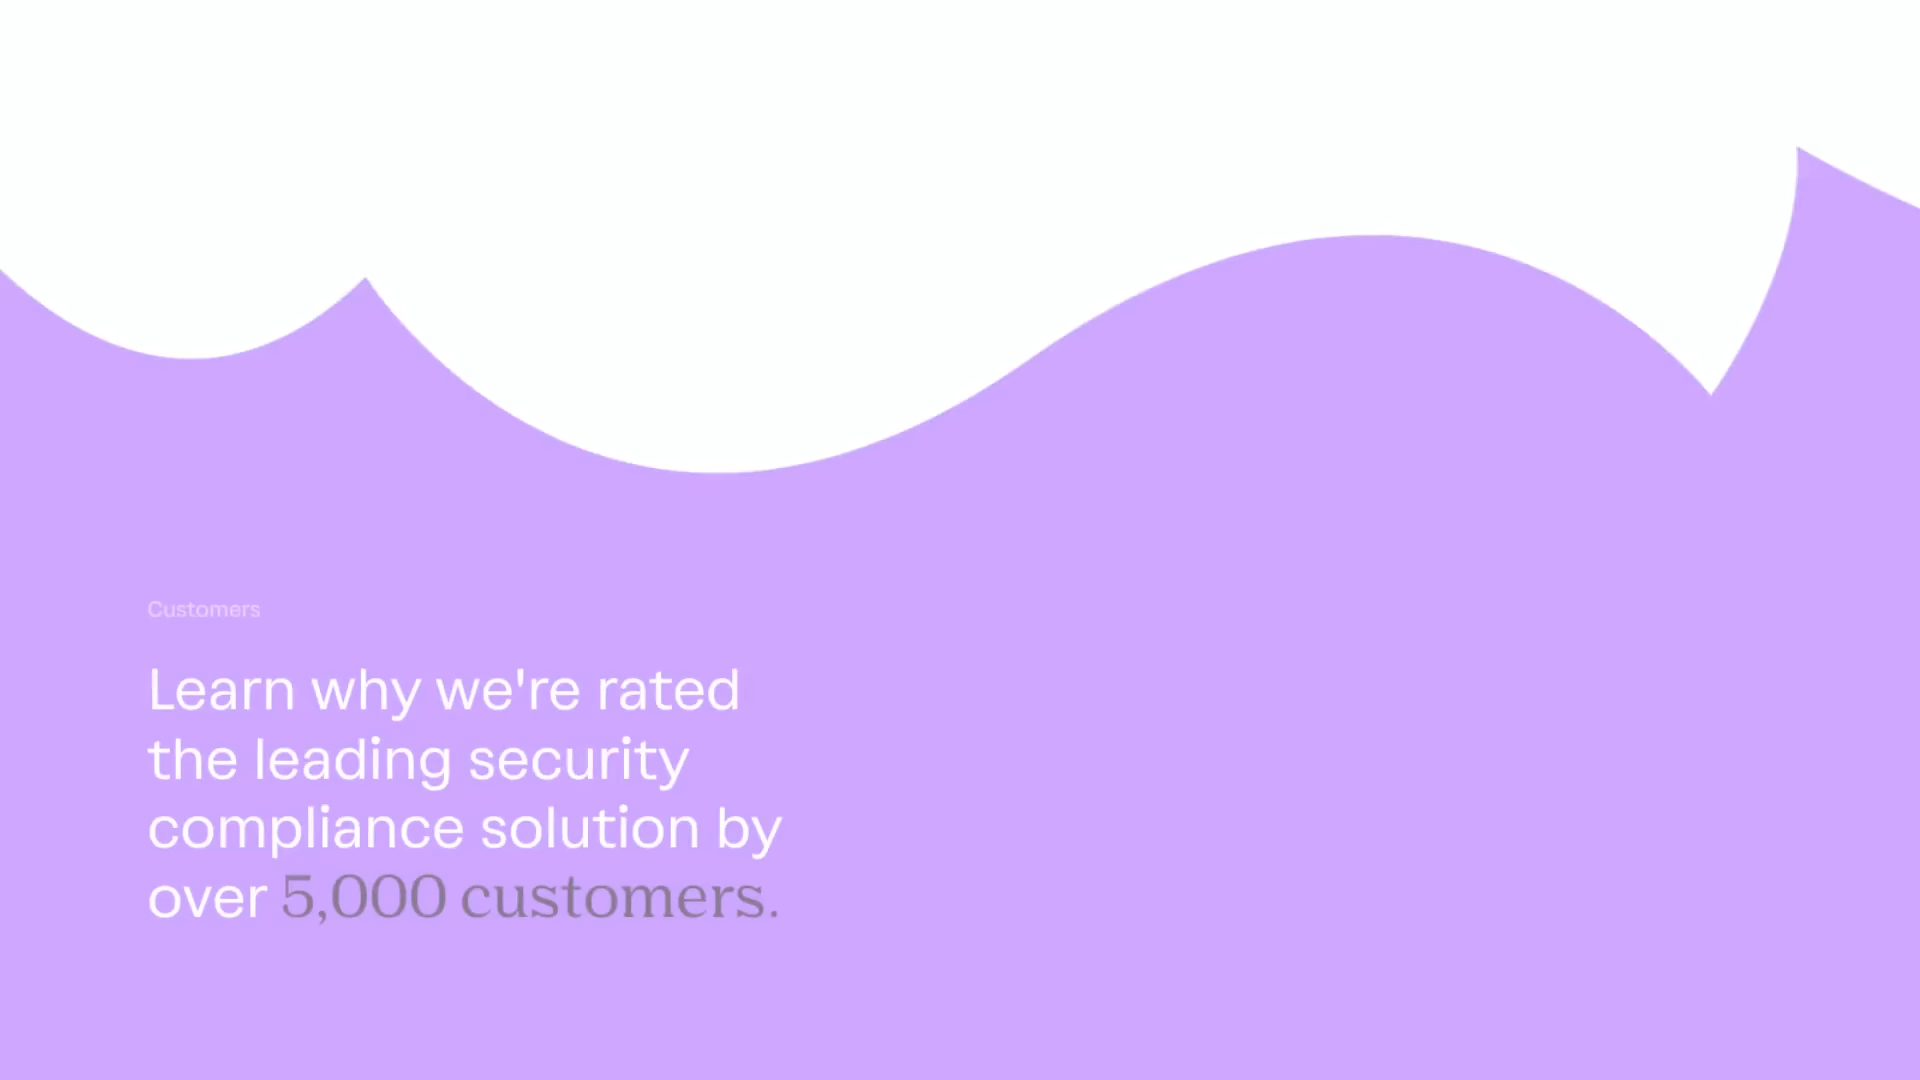 Customers
Learn why we're rated
the leading security
compliance solution by
over 5,000 customers.